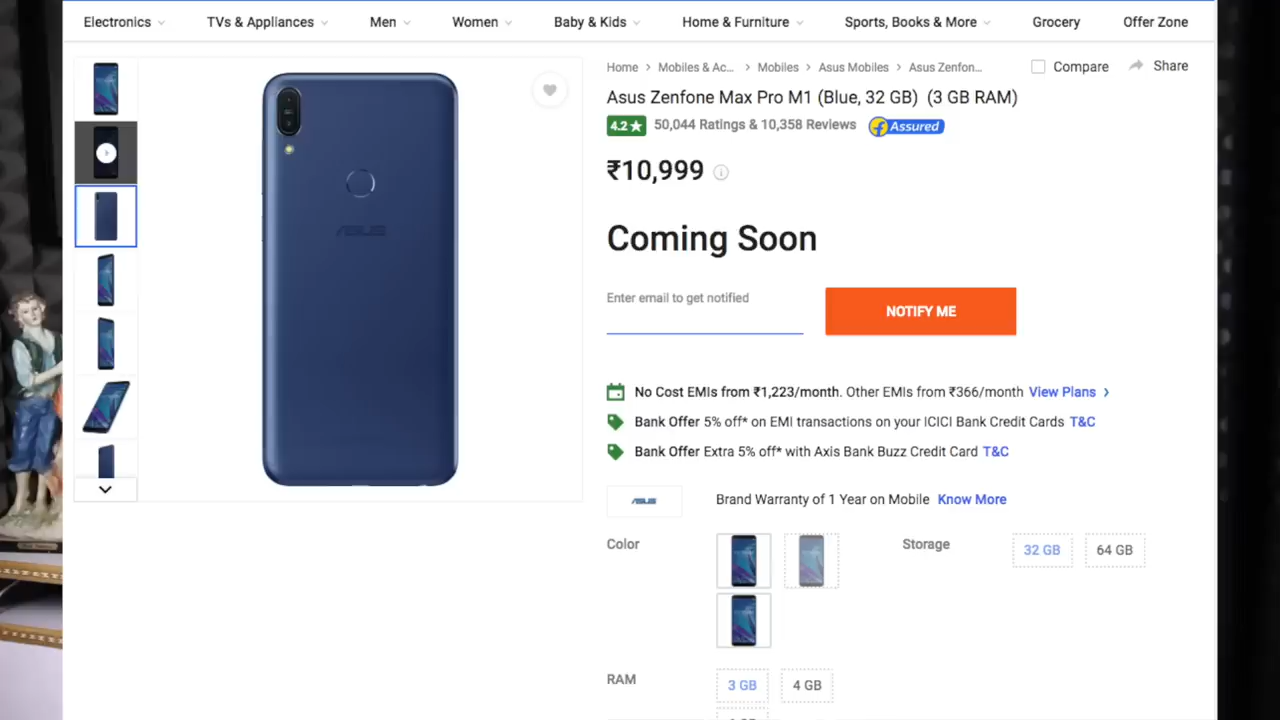 Electronics TVs & Appliances Men Women Baby & Kids Home & Furniture Sports, Books & More Grocery Offer Zone
Home > Mobiles & Ac... > Mobiles > Asus Mobiles > Asus Zenfon... Compare Share
Asus Zenfone Max Pro M1 (Blue, 32 GB) (3 GB RAM)
4.2★ 50,044 Ratings & 10,358 Reviews Assured
₹10,999
Coming Soon
Enter email to get notified NOTIFY ME
No Cost EMIs from ₹1,223/month. Other EMIs from ₹366/month View Plans >
Bank Offer 5% off* on EMI transactions on your ICICI Bank Credit Cards T&C
Bank Offer Extra 5% off* with Axis Bank Buzz Credit Card T&C
ASUS Brand Warranty of 1 Year on Mobile Know More
Color Storage 32 GB 64 GB
RAM 3 GB 4 GB
ASUS